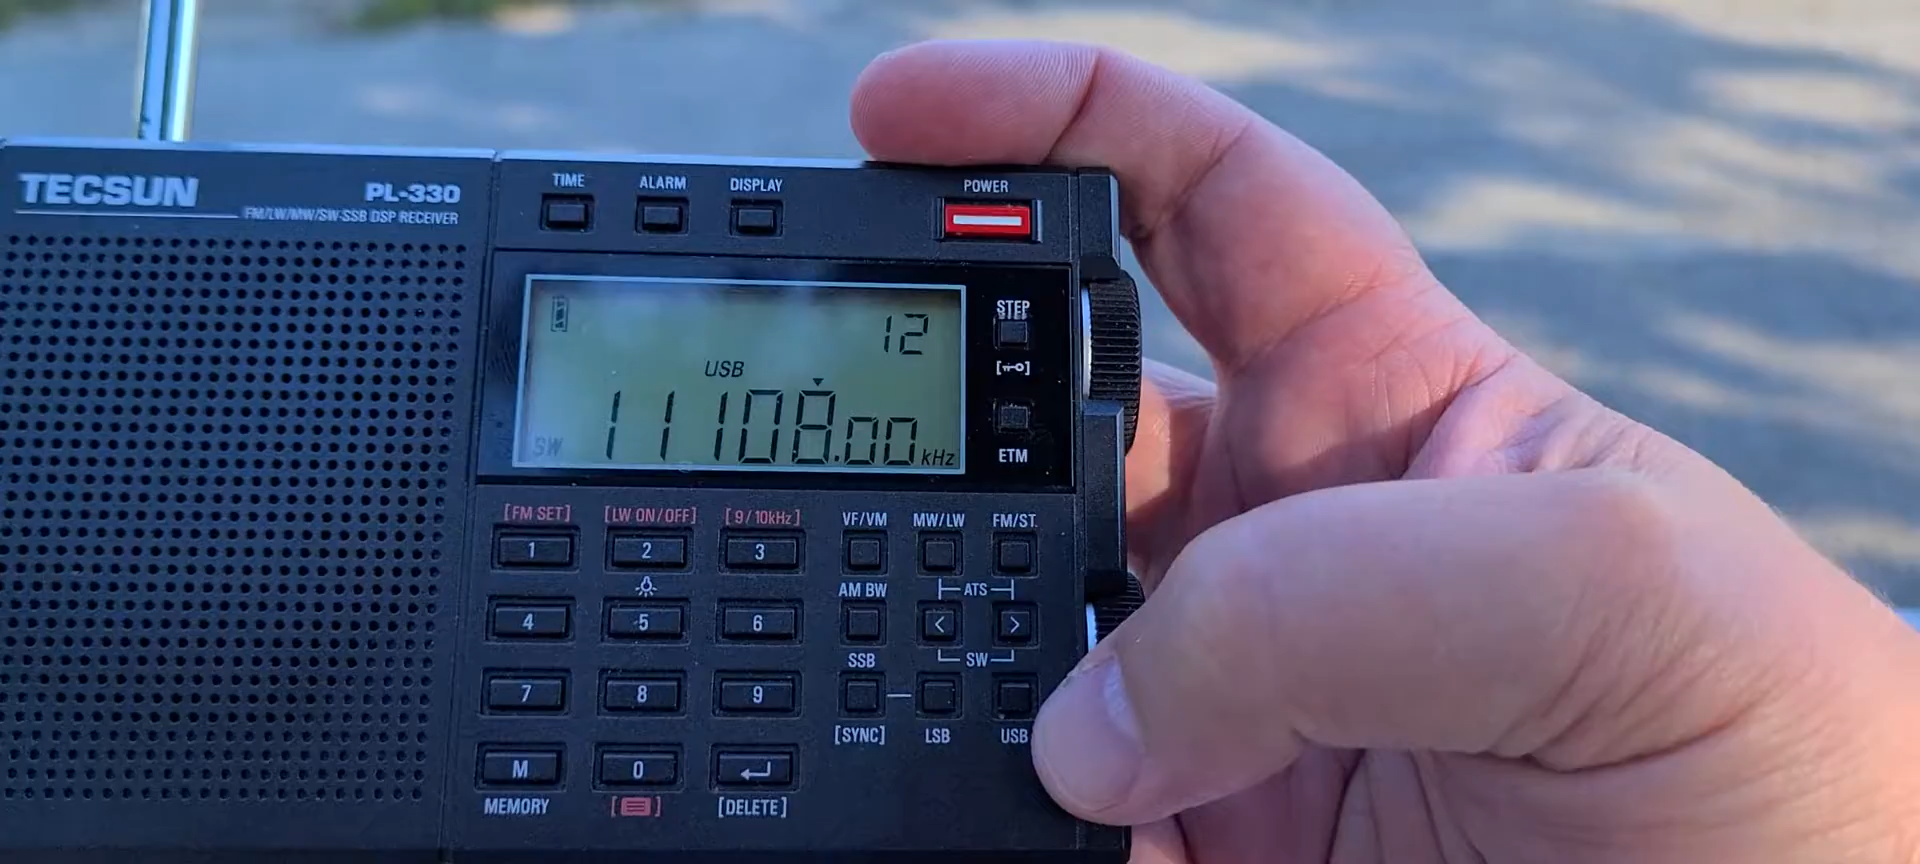 TECSUN
PL-330
FM/LW/MW/SW-SSB DSP RECEIVER
TIME ALARM DISPLAY POWER
12
USB
SW 11108.00 kHz
STEP
ETM
[FM SET] [LW ON/OFF] [9/10kHz] VF/VM MW/LW FM/ST.
1 2 3
AM BW ATS
4 5 6 < >
SSB SW
7 8 9
[SYNC] LSB USB
M 0
MEMORY [DELETE]